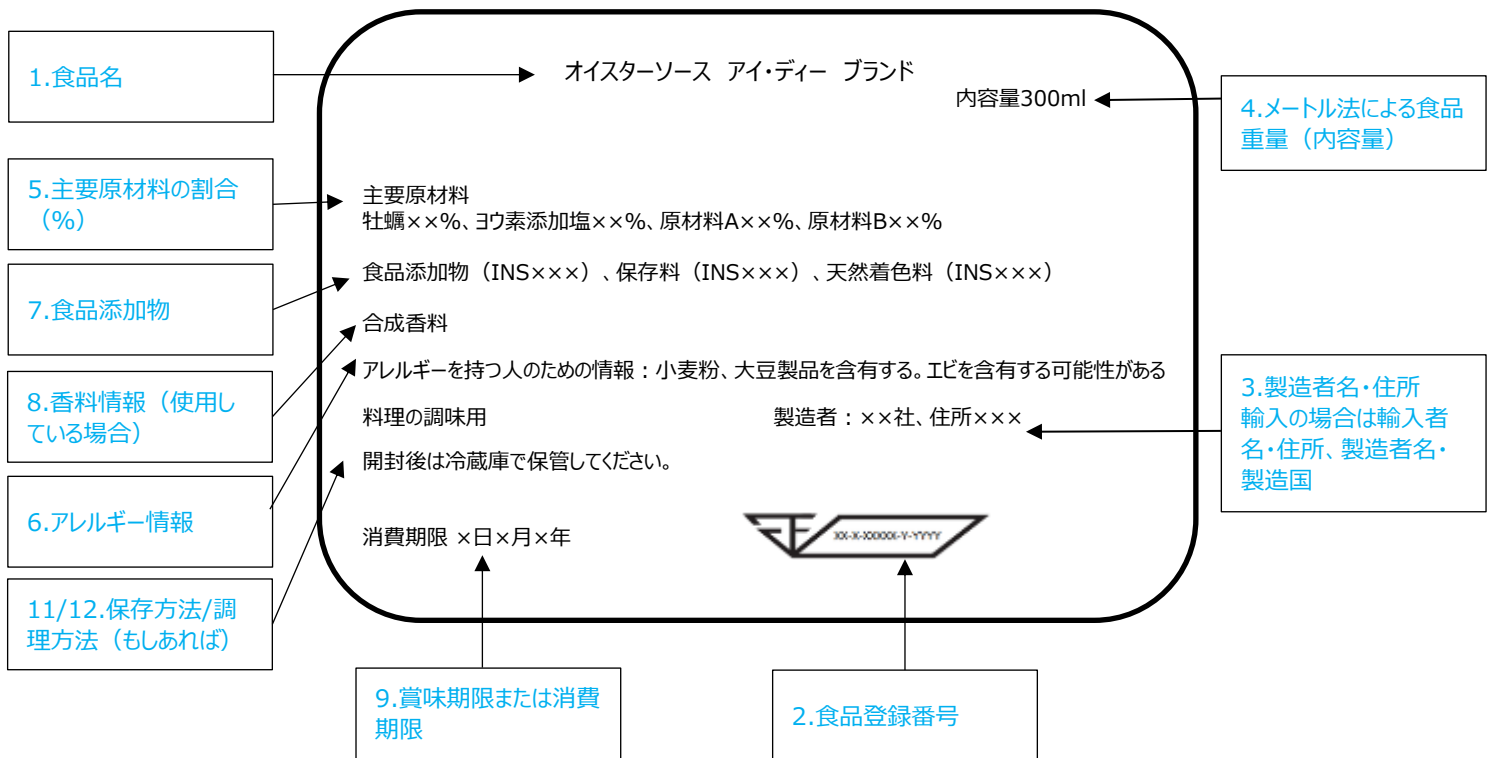 1.食品名
オイスターソース アイ・ディー ブランド
内容量300ml
4.メートル法による食品
重量（内容量）
5.主要原材料の割合
（%）
主要原材料
牡蠣××%、ヨウ素添加塩××%、原材料A××%、原材料B××%
7.食品添加物
食品添加物（INS×××）、保存料（INS×××）、天然着色料（INS×××）
合成香料
8.香料情報（使用し
ている場合）
アレルギーを持つ人のための情報：小麦粉、大豆製品を含有する。エビを含有する可能性がある
3.製造者名・住所
輸入の場合は輸入者
名・住所、製造者名・
製造国
料理の調味用
製造者：××社、住所×××
開封後は冷蔵庫で保管してください。
6.アレルギー情報
消費期限 ×日×月×年
XX-X-XXXXX-Y-YYYY
11/12.保存方法/調
理方法（もしあれば）
9.賞味期限または消費
期限
2.食品登録番号